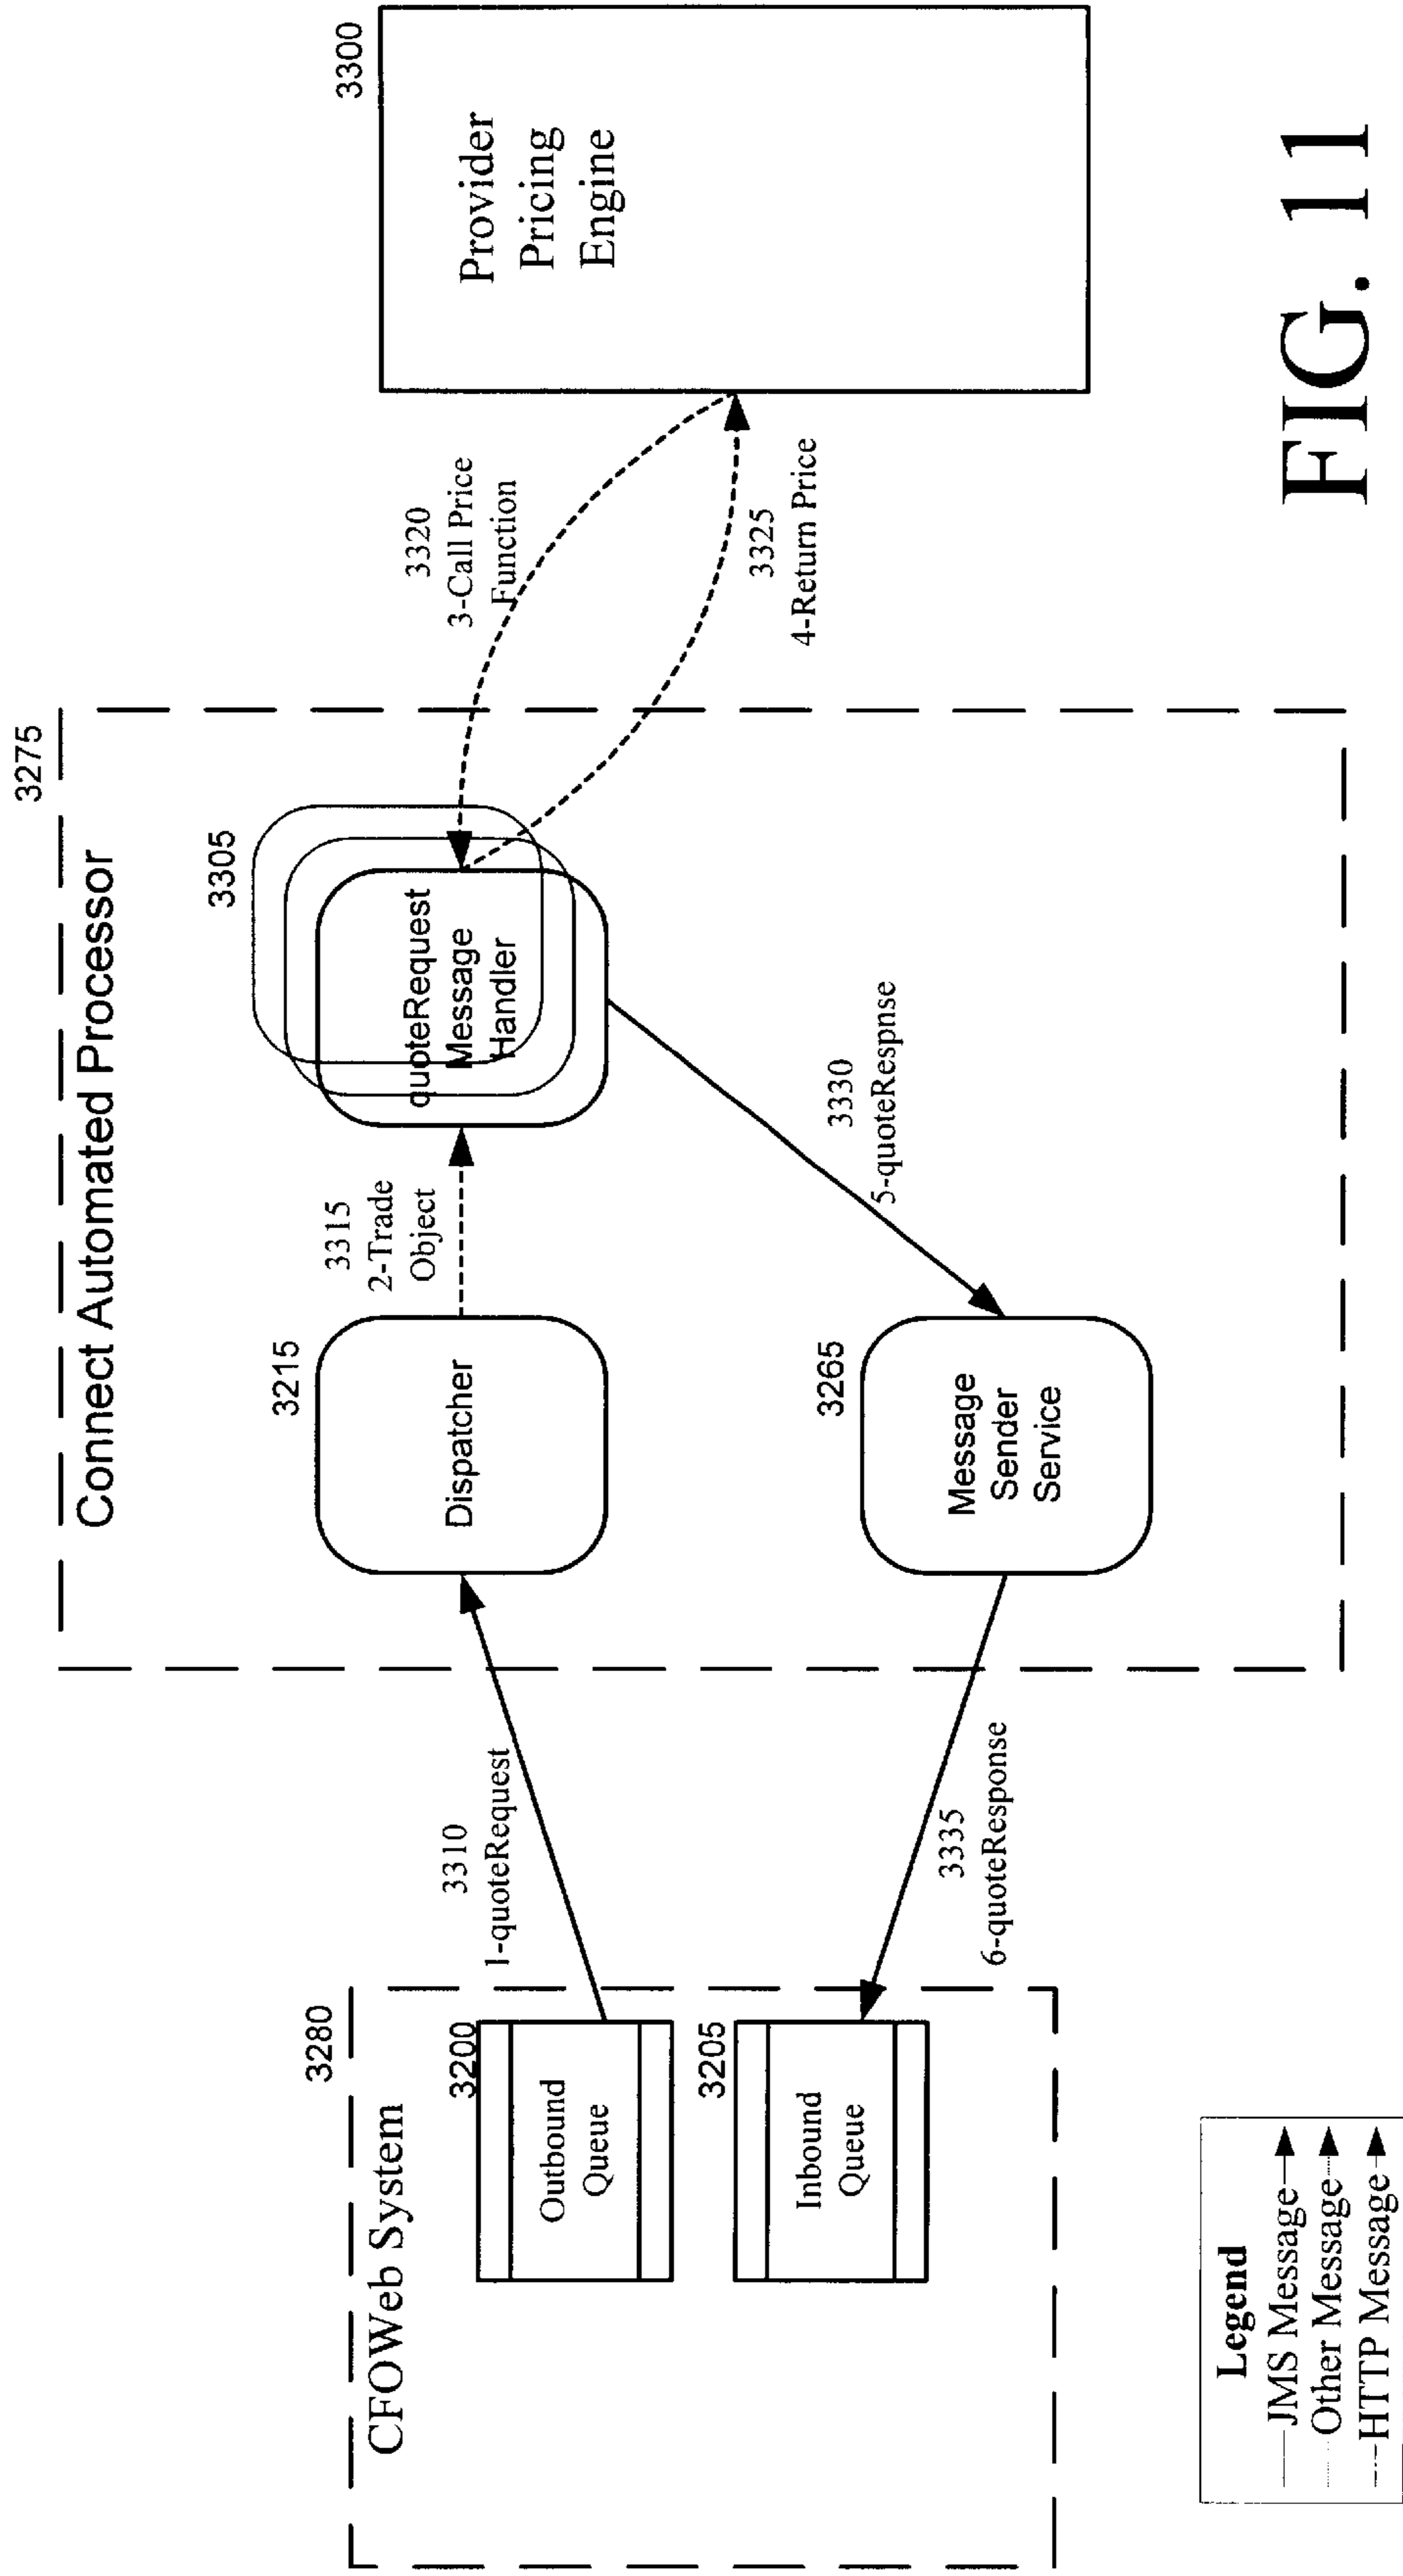 3275
Connect Automated Processor
3280
CFOWeb System
3200
Outbound
Queue
3205
Inbound
Queue
3310
1-quoteRequest
3215
Dispatcher
3315
2-Trade
Object
3305
quoteRequest
Message
Handler
3320
3-Call Price
Function
3325
4-Return Price
3300
Provider
Pricing
Engine
3330
5-quoteRespnse
3265
Message
Sender
Service
3335
6-quoteResponse
Legend
JMS Message
Other Message
HTTP Message
FIG. 11